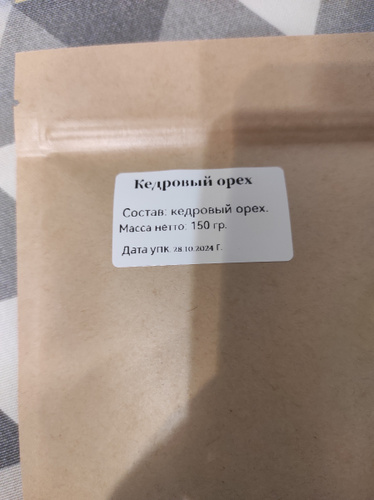 Кедровый орех
Состав: кедровый орех.
Масса нетто: 150 гр.
Дата упк. 28.10.2024 Г.